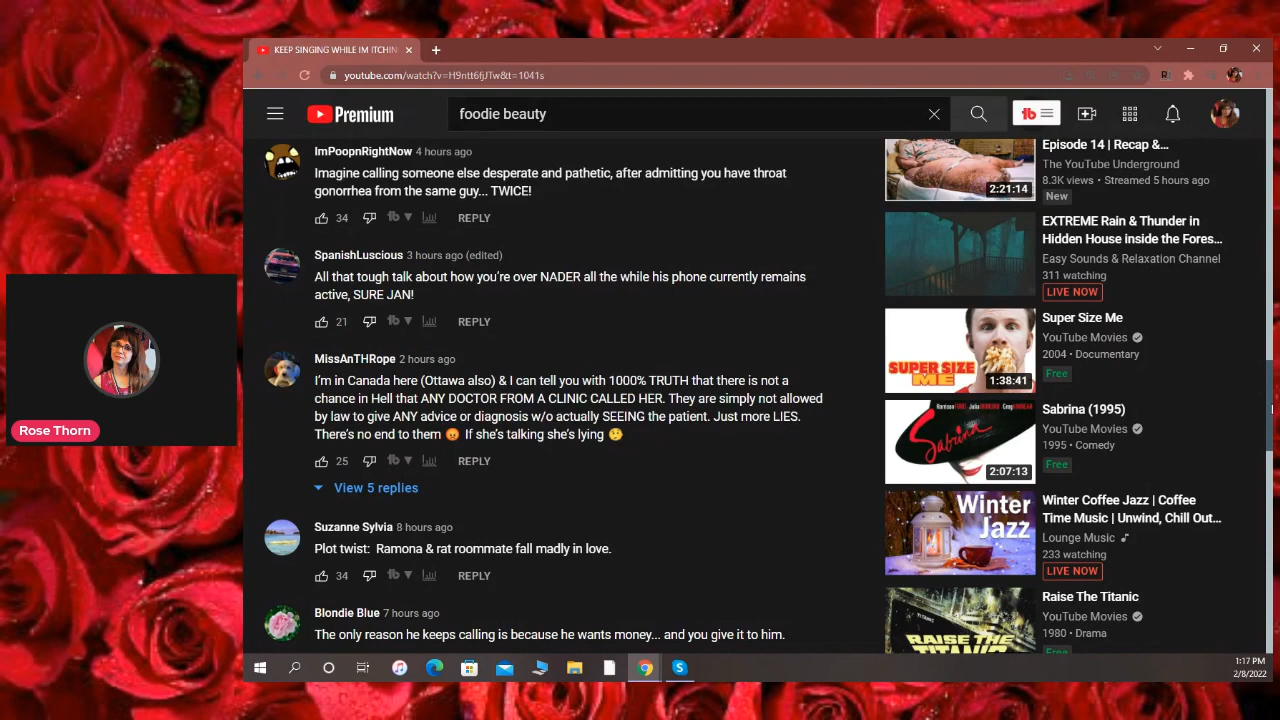 KEEP SINGING WHILE IM ITCHIN
youtube.com/watch?v=H9ntt6fjJTw&t=1041s
Premium
foodie beauty
ImPoopnRightNow 4 hours ago
Imagine calling someone else desperate and pathetic, after admitting you have throat
gonorrhea from the same guy... TWICE!
34 REPLY
SpanishLuscious 3 hours ago (edited)
All that tough talk about how you're over NADER all the while his phone currently remains
active, SURE JAN!
21 REPLY
MissAnTHRope 2 hours ago
I'm in Canada here (Ottawa also) & I can tell you with 1000% TRUTH that there is not a
chance in Hell that ANY DOCTOR FROM A CLINIC CALLED HER. They are simply not allowed
by law to give ANY advice or diagnosis w/o actually SEEING the patient. Just more LIES.
There's no end to them 😡 If she's talking she's lying 🤥
25 REPLY
View 5 replies
Suzanne Sylvia 8 hours ago
Plot twist: Ramona & rat roommate fall madly in love.
34 REPLY
Blondie Blue 7 hours ago
The only reason he keeps calling is because he wants money... and you give it to him.
Episode 14 | Recap &...
The YouTube Underground
8.3K views • Streamed 5 hours ago
New
2:21:14
EXTREME Rain & Thunder in
Hidden House inside the Fores...
Easy Sounds & Relaxation Channel
311 watching
LIVE NOW
SUPER SIZE
ME
1:38:41
Super Size Me
YouTube Movies
2004 • Documentary
Free
Sabrina
2:07:13
Sabrina (1995)
YouTube Movies
1995 • Comedy
Free
Winter
Jazz
Winter Coffee Jazz | Coffee
Time Music | Unwind, Chill Out...
Lounge Music
233 watching
LIVE NOW
RAISE THE
TITANIC
Raise The Titanic
YouTube Movies
1980 • Drama
Free
Rose Thorn
1:17 PM
2/8/2022